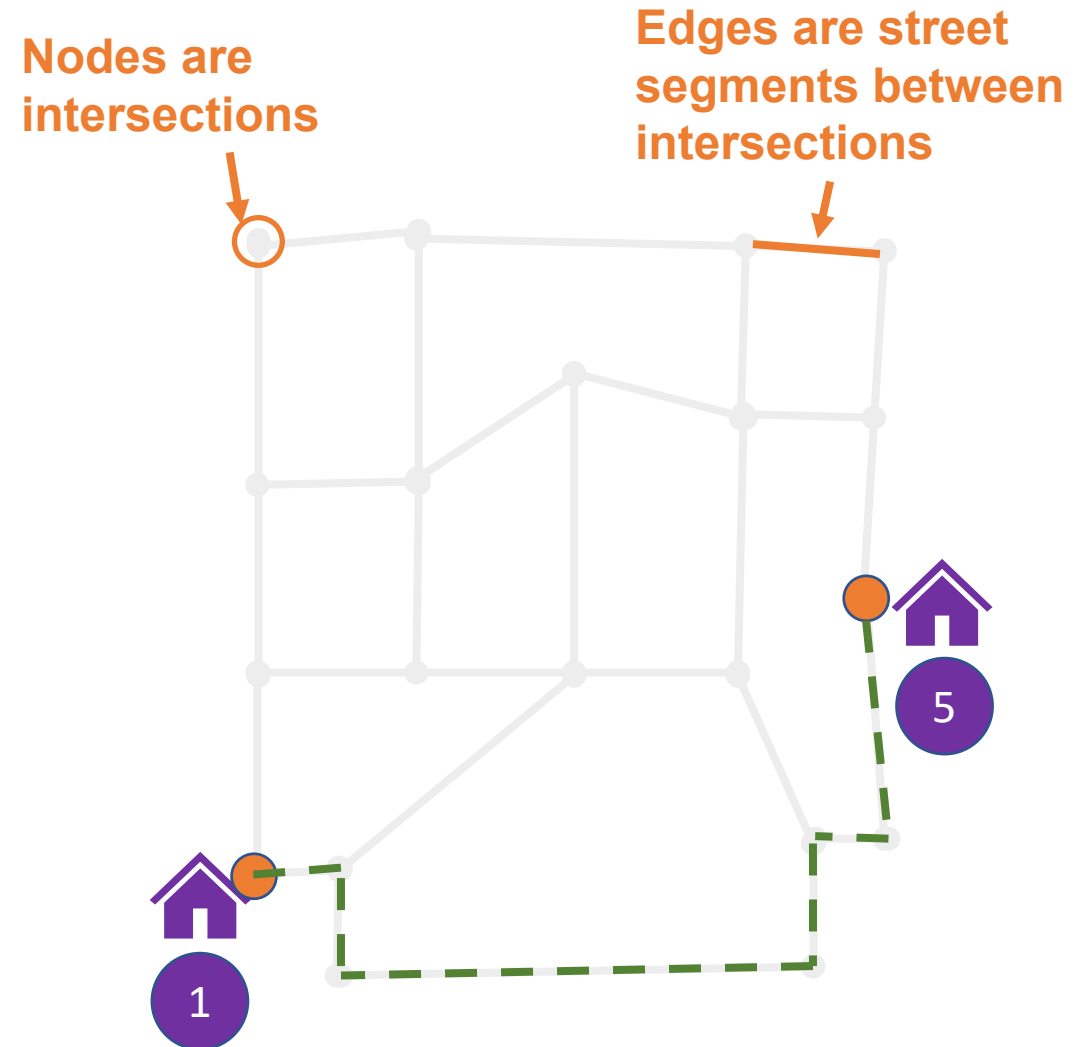 Nodes are
intersections
Edges are street
segments between
intersections
5
1